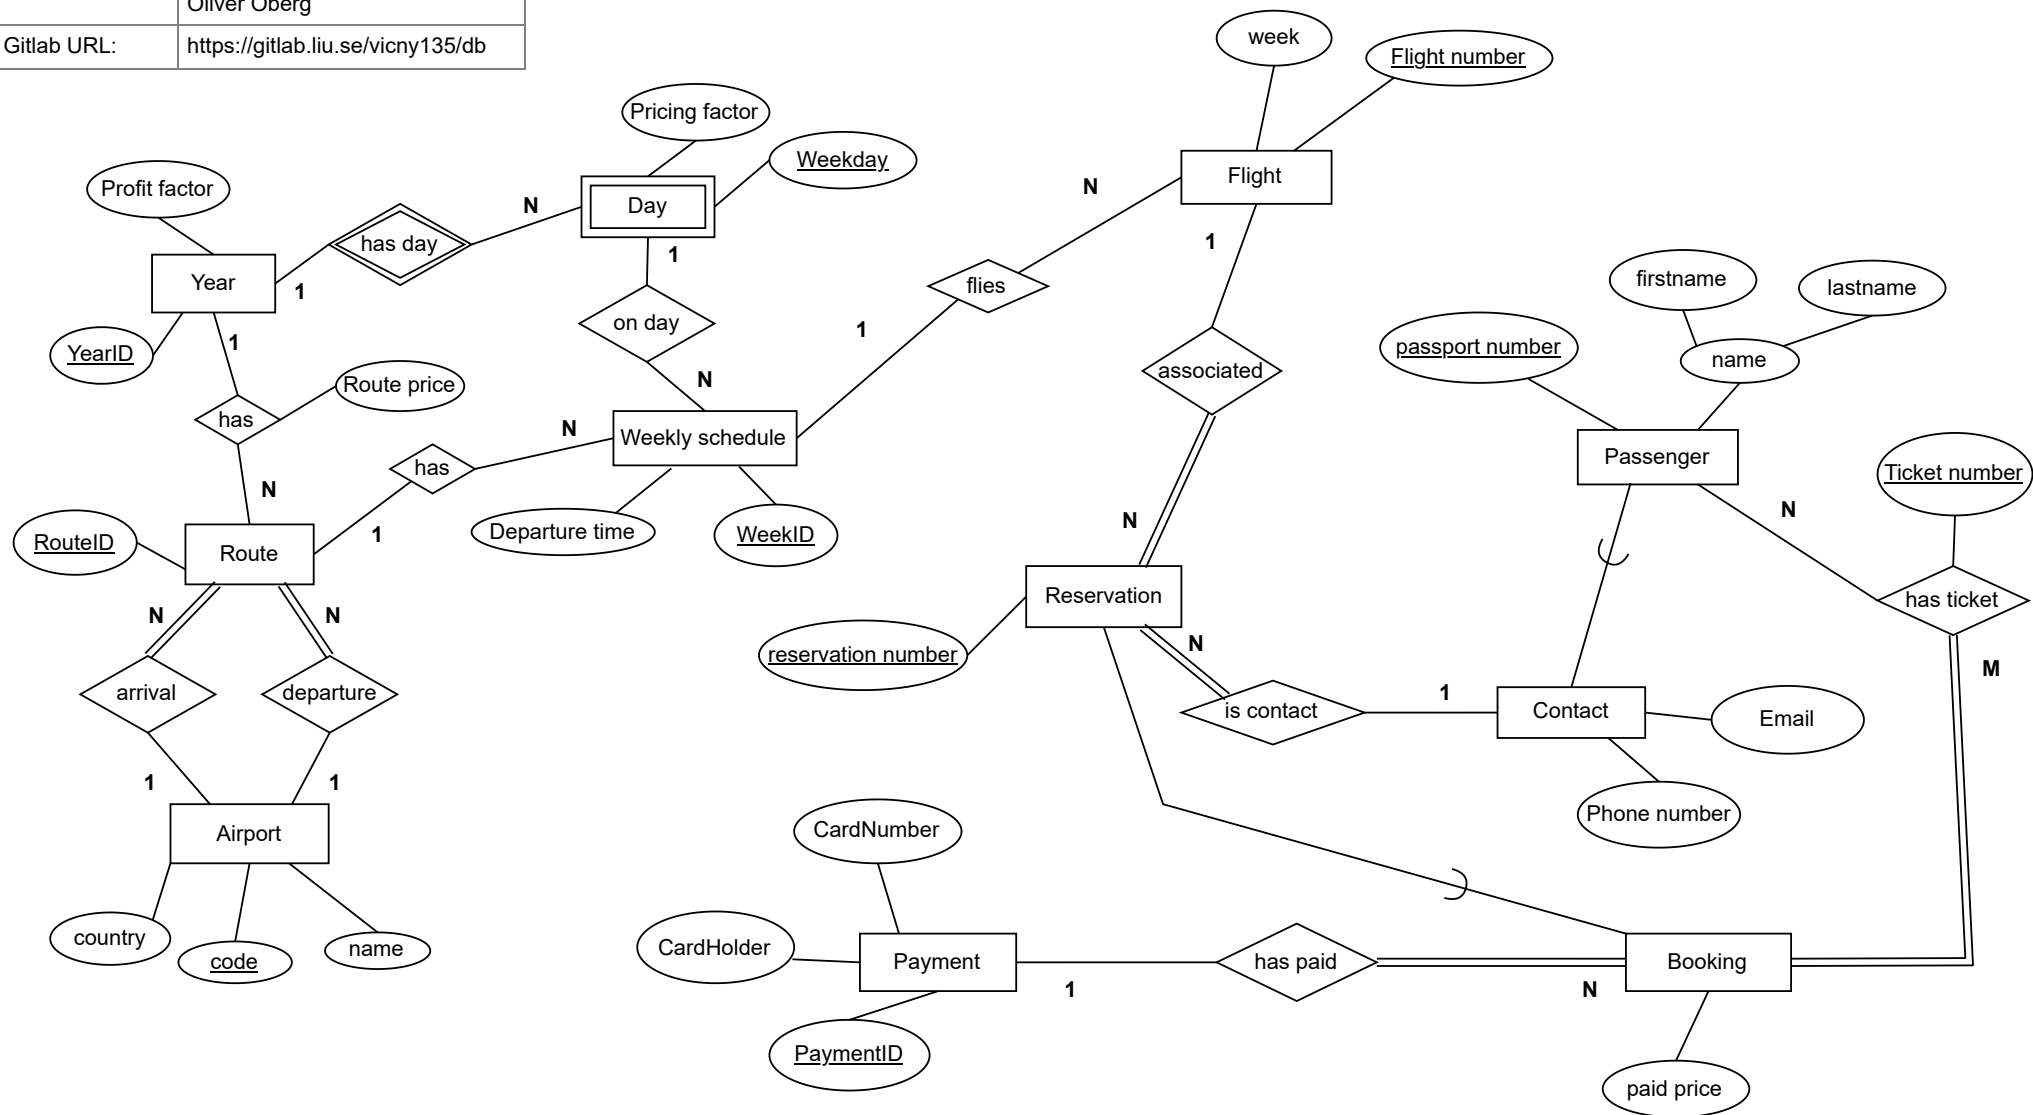 Oliver Öberg
Gitlab URL:
https://gitlab.liu.se/vicny135/db
week
Flight number
Pricing factor
Weekday
Profit factor
Flight
N
N
Day
has day
1
1
firstname
lastname
Year
1
flies
passport number
name
1
on day
1
associated
YearID
Route price
N
has
N
Weekly schedule
Passenger
has
Ticket number
N
N
1
N
Departure time
WeekID
RouteID
Route
Reservation
has ticket
N
N
N
reservation number
M
arrival
departure
is contact
1
Contact
Email
1
1
Phone number
Airport
CardNumber
country
code
name
CardHolder
Payment
has paid
Booking
1
N
PaymentID
paid price